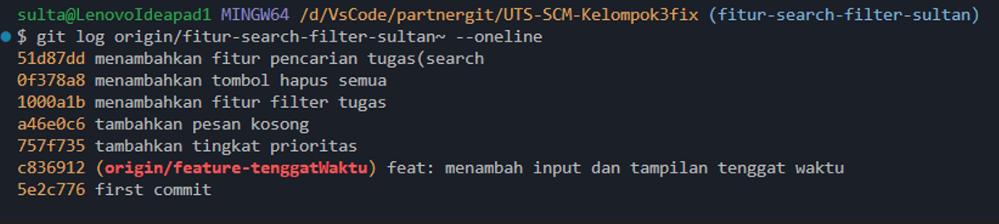 sulta@LenovoIdeapad1 MINGW64 /d/VsCode/partnergit/UTS-SCM-Kelompok3fix (fitur-search-filter-sultan)
$ git log origin/fitur-search-filter-sultan~ --oneline
51d87dd menambahkan fitur pencarian tugas(search
0f378a8 menambahkan tombol hapus semua
1000a1b menambahkan fitur filter tugas
a46e0c6 tambahkan pesan kosong
757f735 tambahkan tingkat prioritas
c836912 (origin/feature-tenggatWaktu) feat: menambah input dan tampilan tenggat waktu
5e2c776 first commit